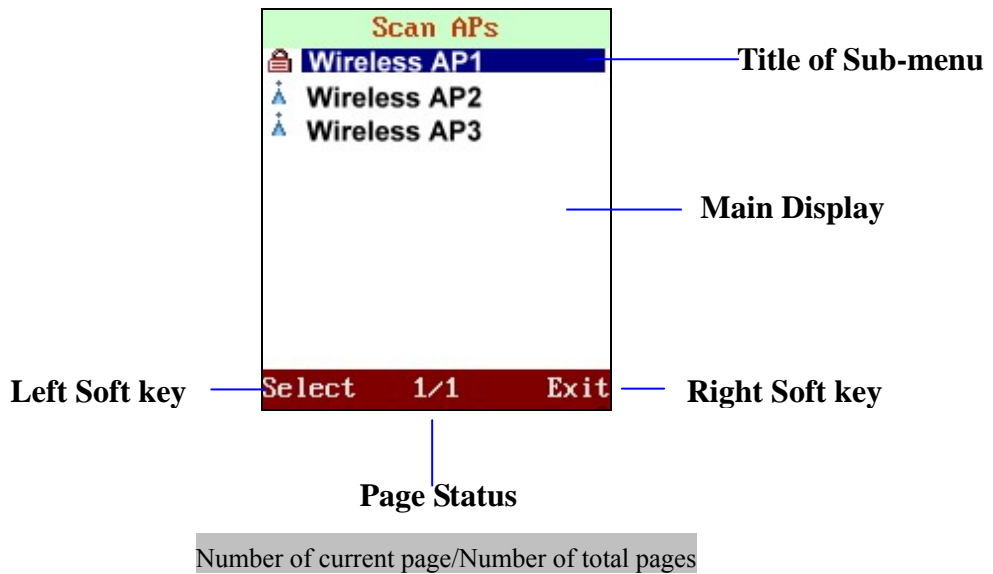 Scan APs
Wireless AP1
Title of Sub-menu
Wireless AP2
Wireless AP3
Main Display
Left Soft key
Select 1/1 Exit
Right Soft key
Page Status
Number of current page/Number of total pages